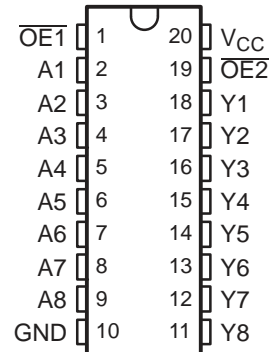 O̅E̅1̅ 1 20 VCC
A1 2 19 O̅E̅2̅
A2 3 18 Y1
A3 4 17 Y2
A4 5 16 Y3
A5 6 15 Y4
A6 7 14 Y5
A7 8 13 Y6
A8 9 12 Y7
GND 10 11 Y8